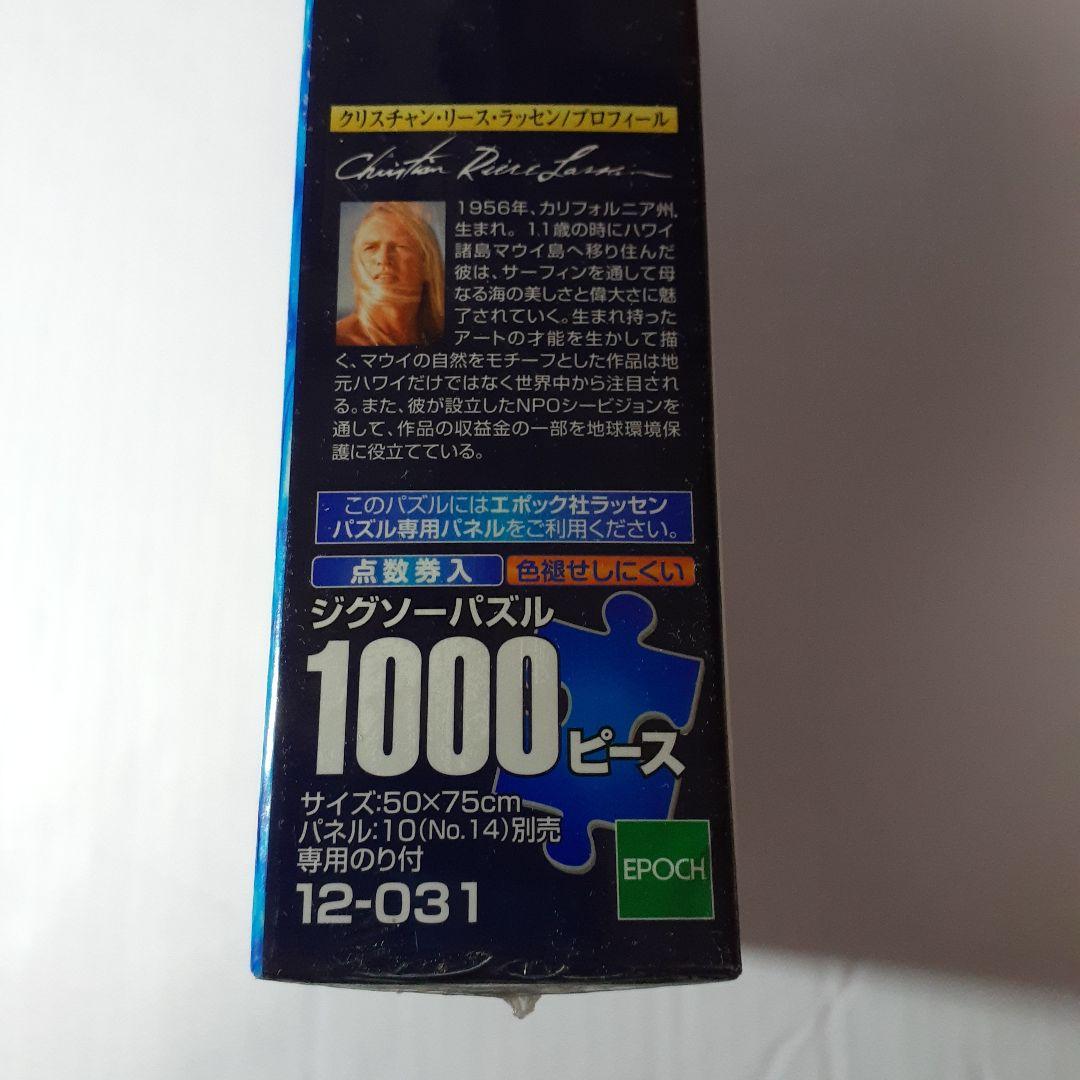 クリスチャン・リース・ラッセン/プロフィール
Christian Riese Lassen
1956年、カリフォルニア州
生まれ。11歳の時にハワイ
諸島マウイ島へ移り住んだ
彼は、サーフィンを通して母
なる海の美しさと偉大さに魅
了されていく。生まれ持った
アートの才能を生かして描
く、マウイの自然をモチーフとした作品は地
元ハワイだけではなく世界中から注目され
る。また、彼が設立したNPOシービジョンを
通して、作品の収益金の一部を地球環境保
護に役立てている。
このパズルにはエポック社ラッセン
パズル専用パネルをご利用ください。
点数券入 色褪せしにくい
ジグソーパズル
1000ピース
サイズ:50×75cm
パネル:10(No.14)別売
専用のり付
12-031
EPOCH